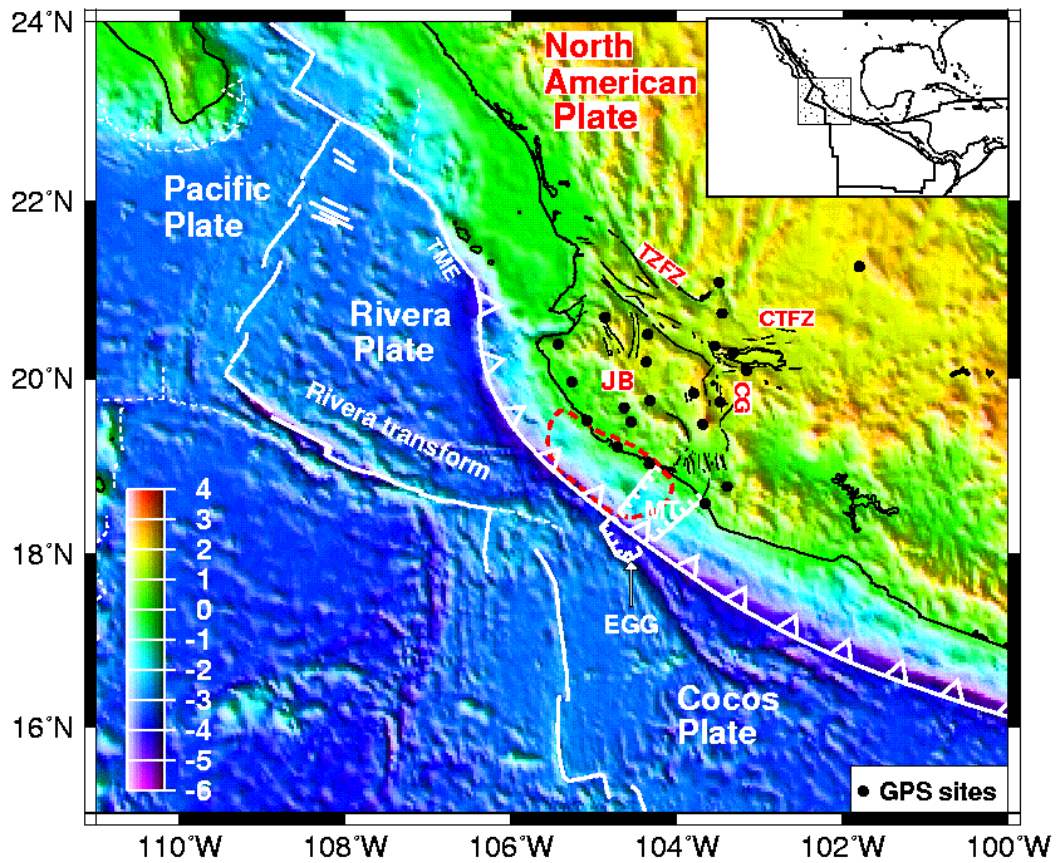 24°N
22°N
20°N
18°N
16°N
North
American
Plate
Pacific
Plate
TME
TZFZ
CTFZ
Rivera
Plate
JB
CG
Rivera transform
4
3
2
1
0
-1
-2
-3
-4
-5
-6
EGG
Cocos
Plate
GPS sites
110°W
108°W
106°W
104°W
102°W
100°W